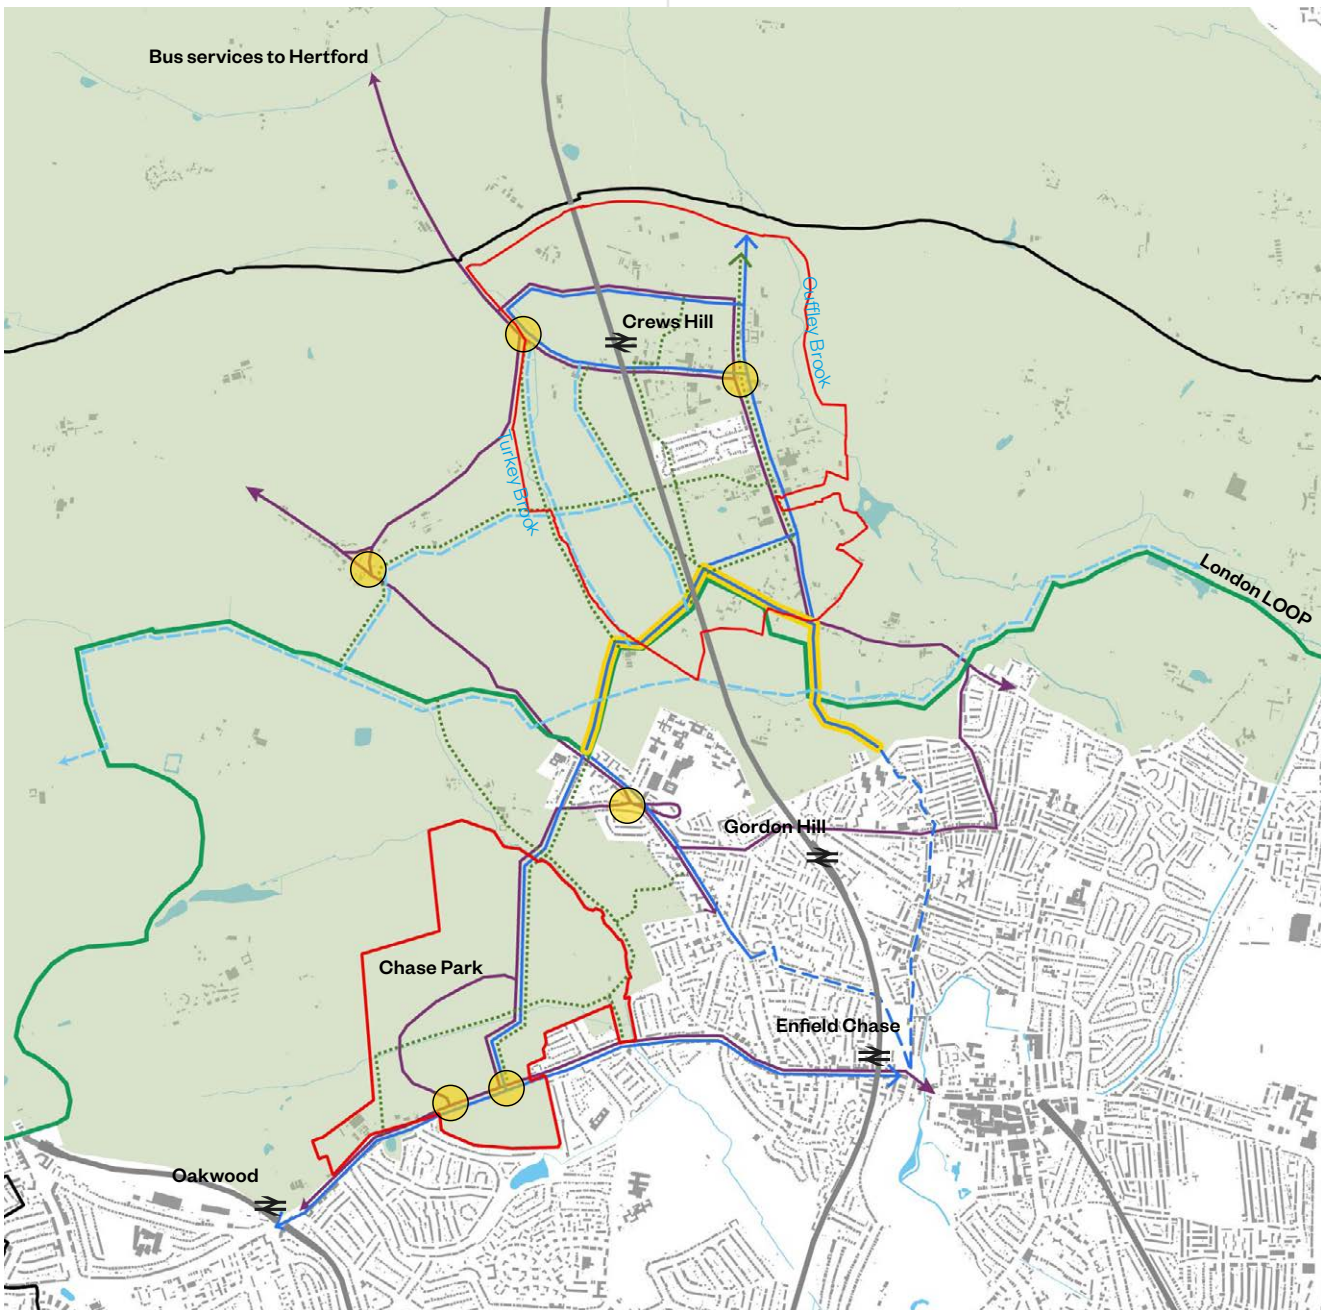 Bus services to Hertford
Crews Hill
Cuffley Brook
Turkey Brook
London LOOP
Gordon Hill
Chase Park
Enfield Chase
Oakwood